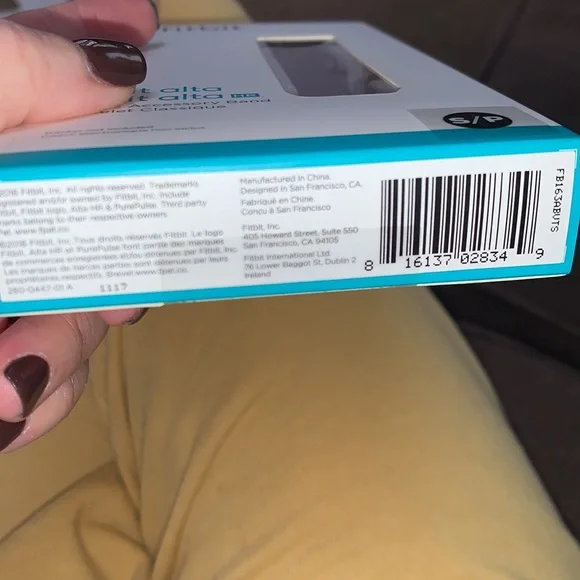 fitbit
alta
alta HR
Accessory Band
Classique
S/P
2016 Fitbit, Inc. All rights reserved. Trademarks
registered and/or owned by Fitbit, Inc. include
Fitbit, Fitbit logo, Alta HR & PurePulse. Third party
marks belong to their respective owners.
©2016 Fitbit, Inc. Tous droits réservés. Le logo
Fitbit, Alta HR et PurePulse font partie des marques
de commerce enregistrées et/ou détenues par Fitbit, Inc.
Les marques de tierces parties sont détenues par leurs
propriétaires respectifs.
280-0447-01 A 1117
Manufactured in China.
Designed in San Francisco, CA.
Fabriqué en Chine.
Conçu à San Francisco
Fitbit, Inc.
405 Howard Street, Suite 550
San Francisco, CA 94105
Fitbit International Ltd.
76 Lower Baggot St, Dublin 2
Ireland
8 16137 02834 9
FB163ABUTS